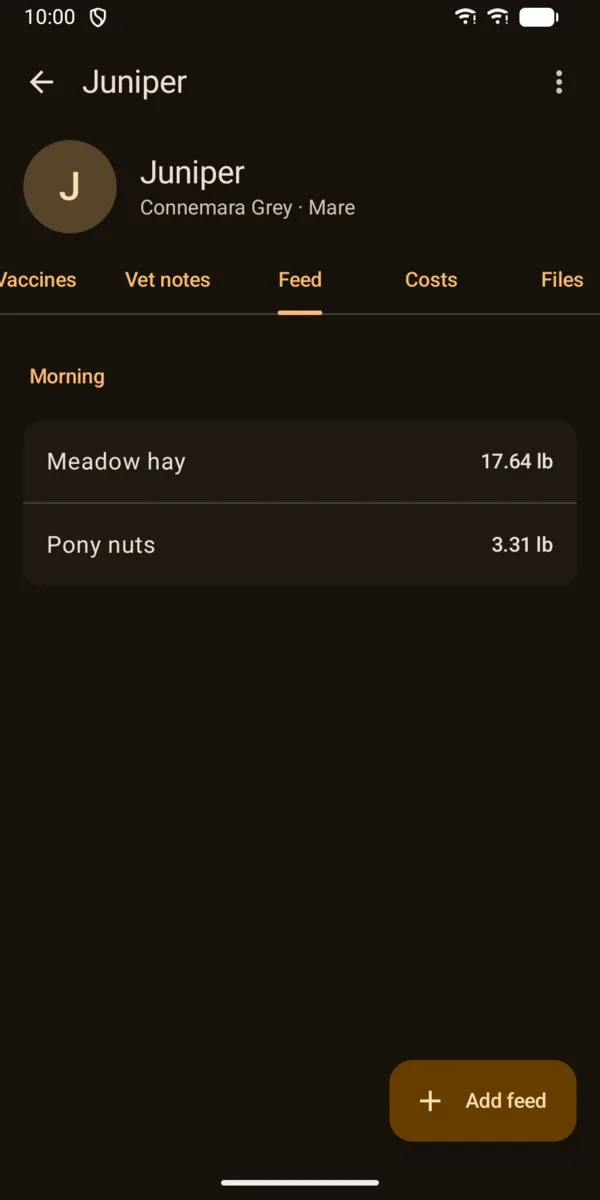 10:00
Juniper
J
Juniper
Connemara Grey · Mare
Vaccines Vet notes Feed Costs Files
Morning
Meadow hay 17.64 lb
Pony nuts 3.31 lb
Add feed